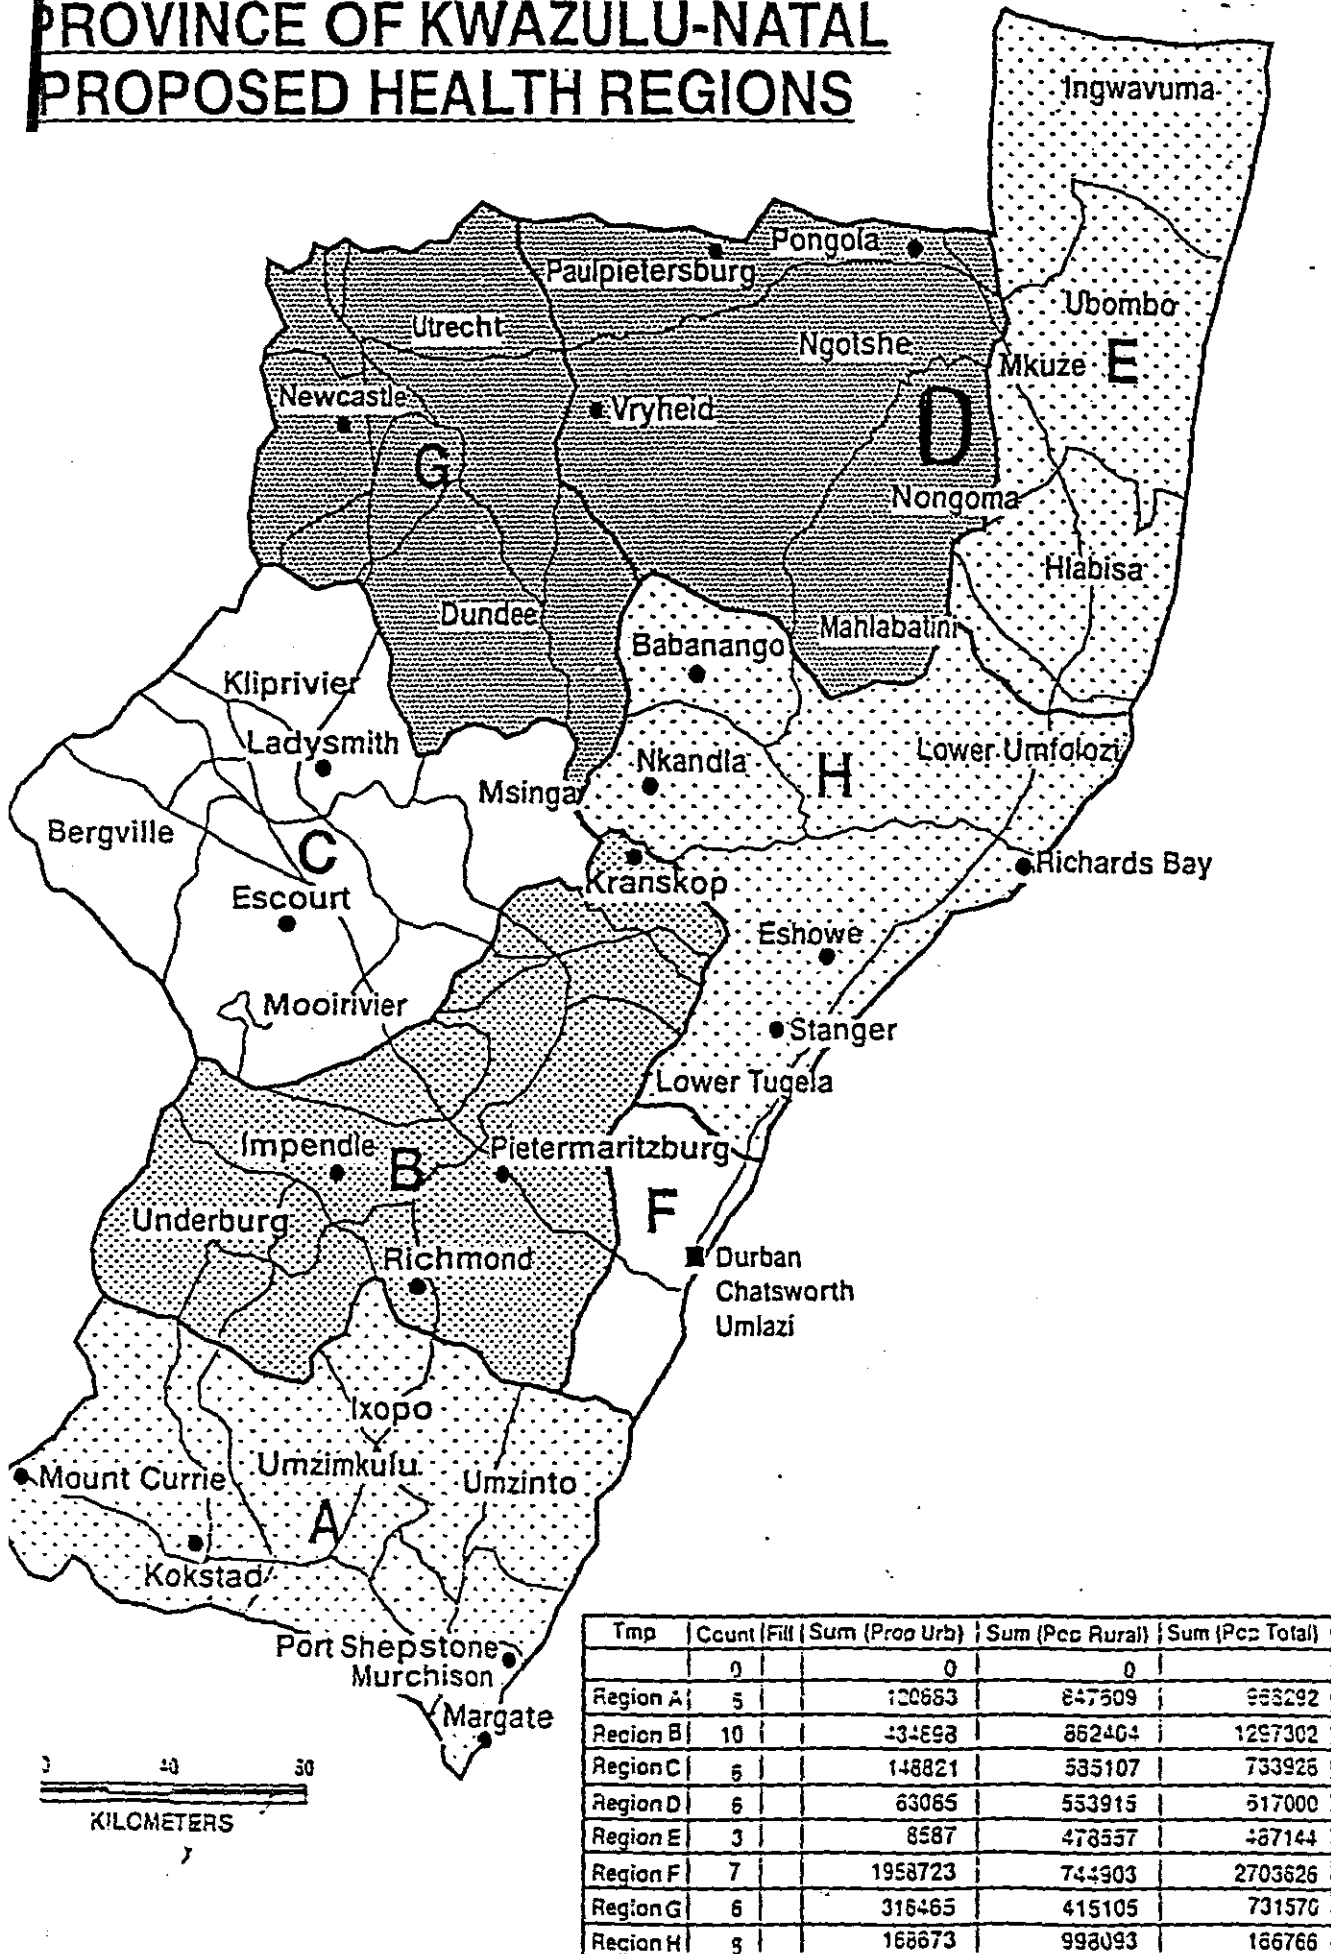 PROVINCE OF KWAZULU-NATAL
PROPOSED HEALTH REGIONS
Ingwavuma
Pongola
Paulpietersburg
Ubombo
Utrecht
Ngotshe
Mkuze E
Newcastle
Vryheid
D
G
Nongoma
Hlabisa
Dundee
Mahlabatini
Babanango
Kliprivier
Ladysmith
Lower Umfolozi
Nkandla
H
Msinga
Bergville
C
Richards Bay
Kranskop
Escourt
Eshowe
Mooirivier
Stanger
Lower Tugela
Impendle
B
Pietermaritzburg
F
Underburg
Richmond
Durban
Chatsworth
Umlazi
Ixopo
Umzimkulu
Mount Currie
Umzinto
A
Kokstad
Port Shepstone
Murchison
Margate
0 40 80
KILOMETERS
Tmp Count Fill Sum (Prop Urb) Sum (Pop Rural) Sum (Pop Total)
0 0 0
Region A 5 120683 847609 968292
Region B 10 434898 862404 1297302
Region C 6 148821 585107 733928
Region D 6 63085 553915 617000
Region E 3 8587 478557 487144
Region F 7 1958723 744903 2703626
Region G 6 316465 415105 731570
Region H 9 168673 998093 166766